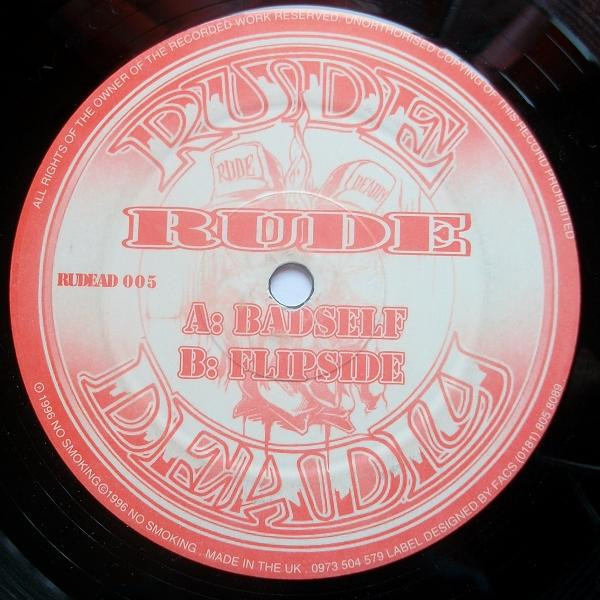 ALL RIGHTS OF THE OWNER OF THE RECORDED WORK RESERVED. UNAUTHORISED COPYING OF THIS RECORD PROHIBITED
RUDE
RUDE
DEADLY
RUDE
RUDEAD 005
A: BADSELF
B: FLIPSIDE
DEADLY
℗ 1996 NO SMOKING © 1996 NO SMOKING . MADE IN THE UK . 0973 504 579 LABEL DESIGNED BY FACS (0181) 805 8089